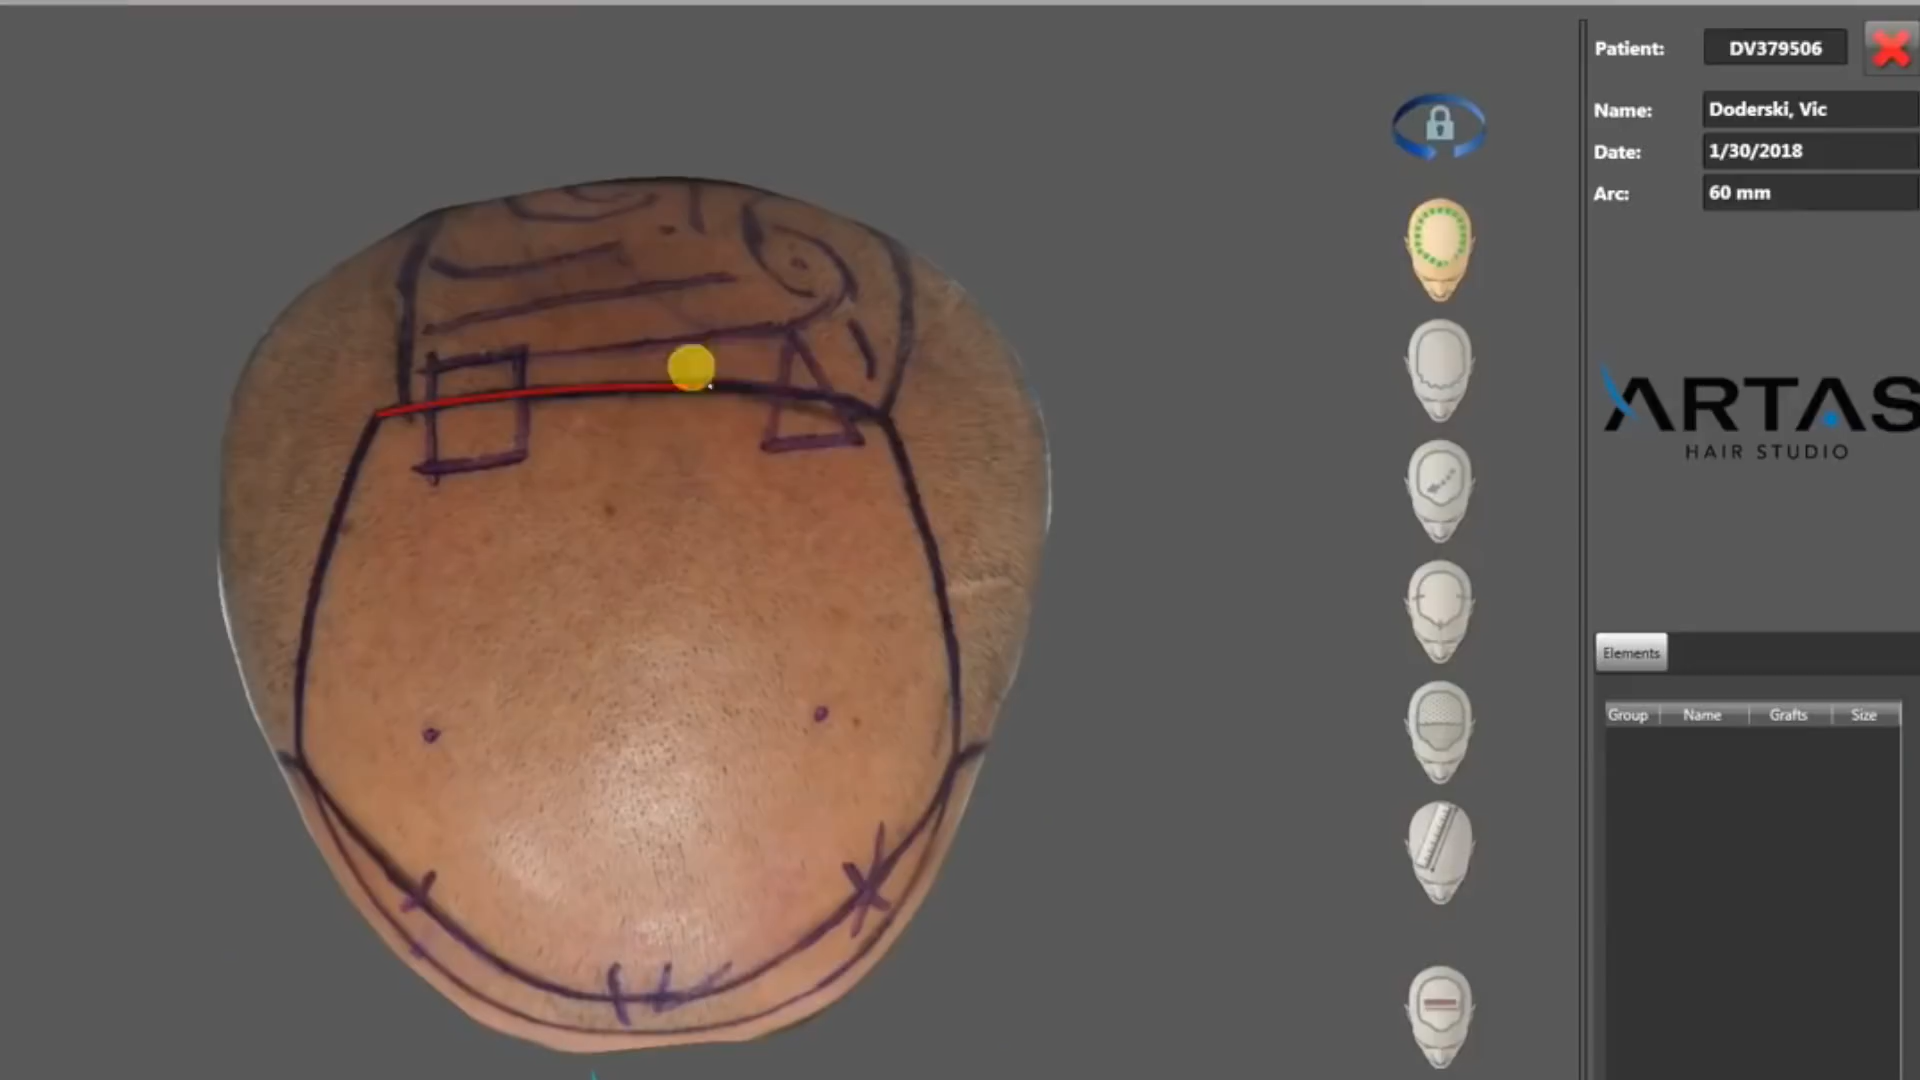 Patient: DV379506
Name: Doderski, Vic
Date: 1/30/2018
Arc: 60 mm
ARTAS
HAIR STUDIO
Elements
Group Name Grafts Size